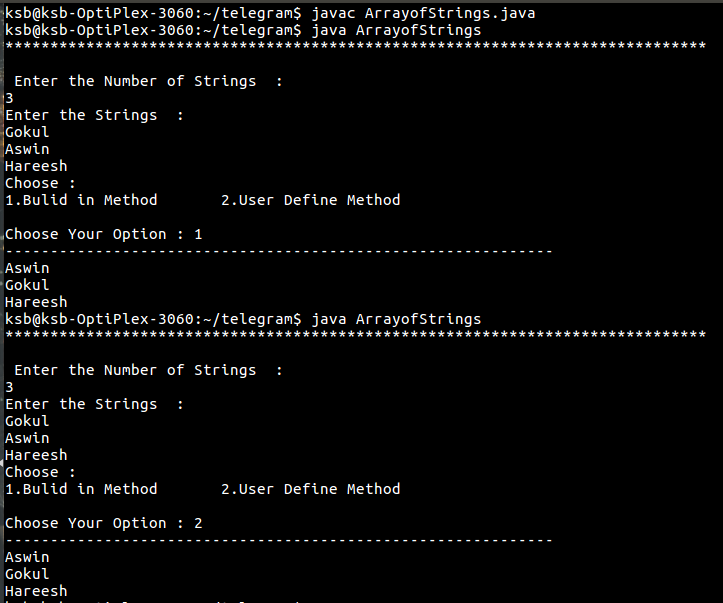 ksb@ksb-OptiPlex-3060:~/telegram$ javac ArrayofStrings.java
ksb@ksb-OptiPlex-3060:~/telegram$ java ArrayofStrings
******************************************************************************
Enter the Number of Strings  :
3
Enter the Strings  :
Gokul
Aswin
Hareesh
Choose :
1.Bulid in Method       2.User Define Method
Choose Your Option : 1
-------------------------------------------------------------
Aswin
Gokul
Hareesh
ksb@ksb-OptiPlex-3060:~/telegram$ java ArrayofStrings
******************************************************************************
Enter the Number of Strings  :
3
Enter the Strings  :
Gokul
Aswin
Hareesh
Choose :
1.Bulid in Method       2.User Define Method
Choose Your Option : 2
-------------------------------------------------------------
Aswin
Gokul
Hareesh